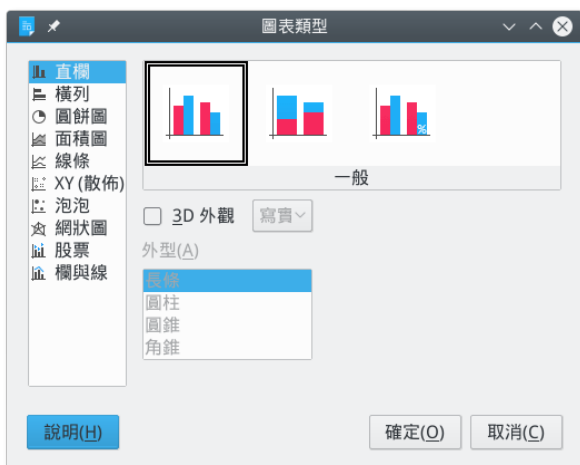 圖表類型
直欄
橫列
圓餅圖
面積圖
線條
XY (散佈)
泡泡
網狀圖
股票
欄與線
%
一般
3D 外觀
寫實
外型(A)
長條
圓柱
圓錐
角錐
說明(H)
確定(O)
取消(C)